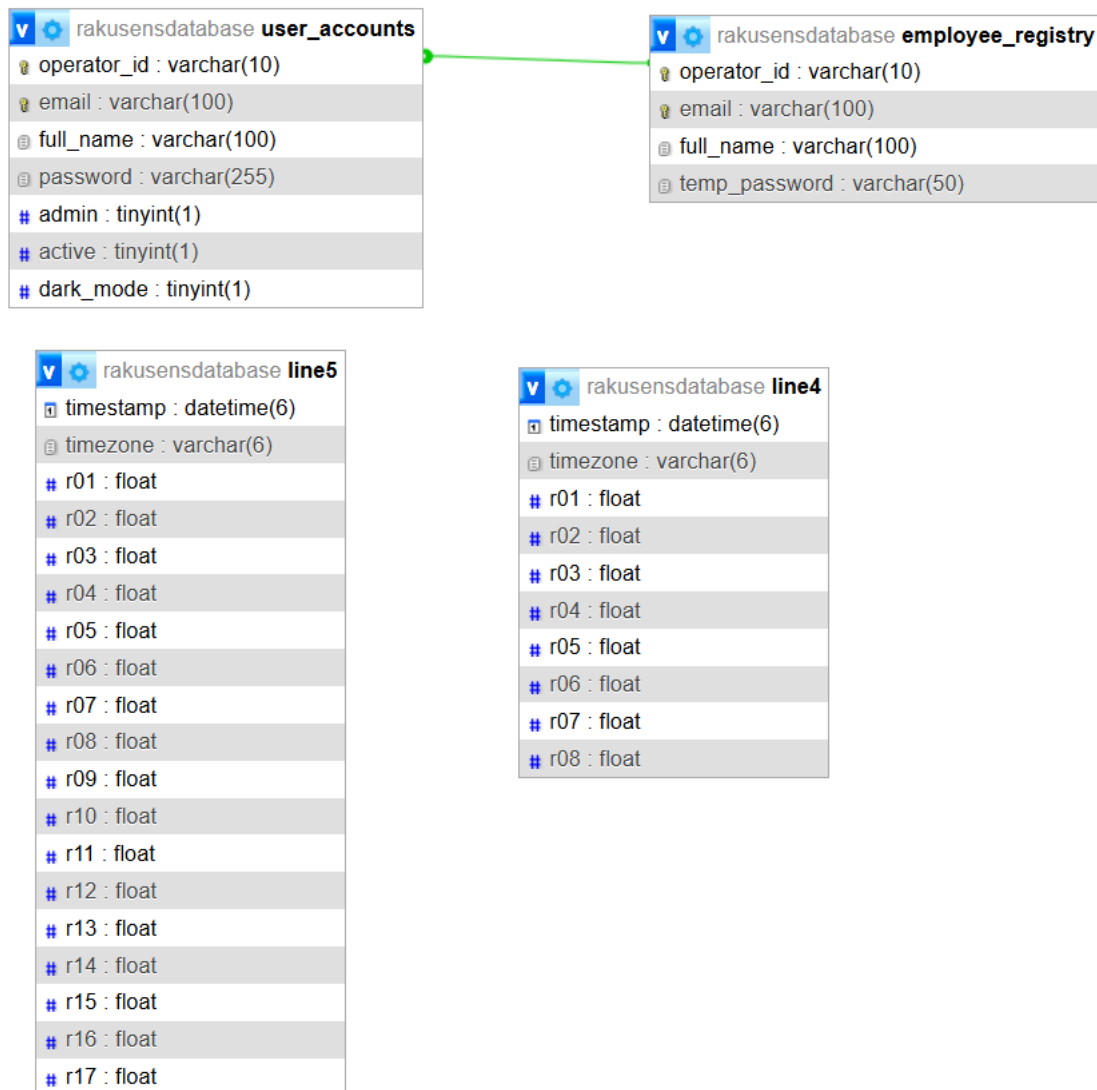 rakusensdatabase user_accounts
operator_id : varchar(10)
email : varchar(100)
full_name : varchar(100)
password : varchar(255)
admin : tinyint(1)
active : tinyint(1)
dark_mode : tinyint(1)
rakusensdatabase employee_registry
operator_id : varchar(10)
email : varchar(100)
full_name : varchar(100)
temp_password : varchar(50)
rakusensdatabase line5
timestamp : datetime(6)
timezone : varchar(6)
r01 : float
r02 : float
r03 : float
r04 : float
r05 : float
r06 : float
r07 : float
r08 : float
r09 : float
r10 : float
r11 : float
r12 : float
r13 : float
r14 : float
r15 : float
r16 : float
r17 : float
rakusensdatabase line4
timestamp : datetime(6)
timezone : varchar(6)
r01 : float
r02 : float
r03 : float
r04 : float
r05 : float
r06 : float
r07 : float
r08 : float